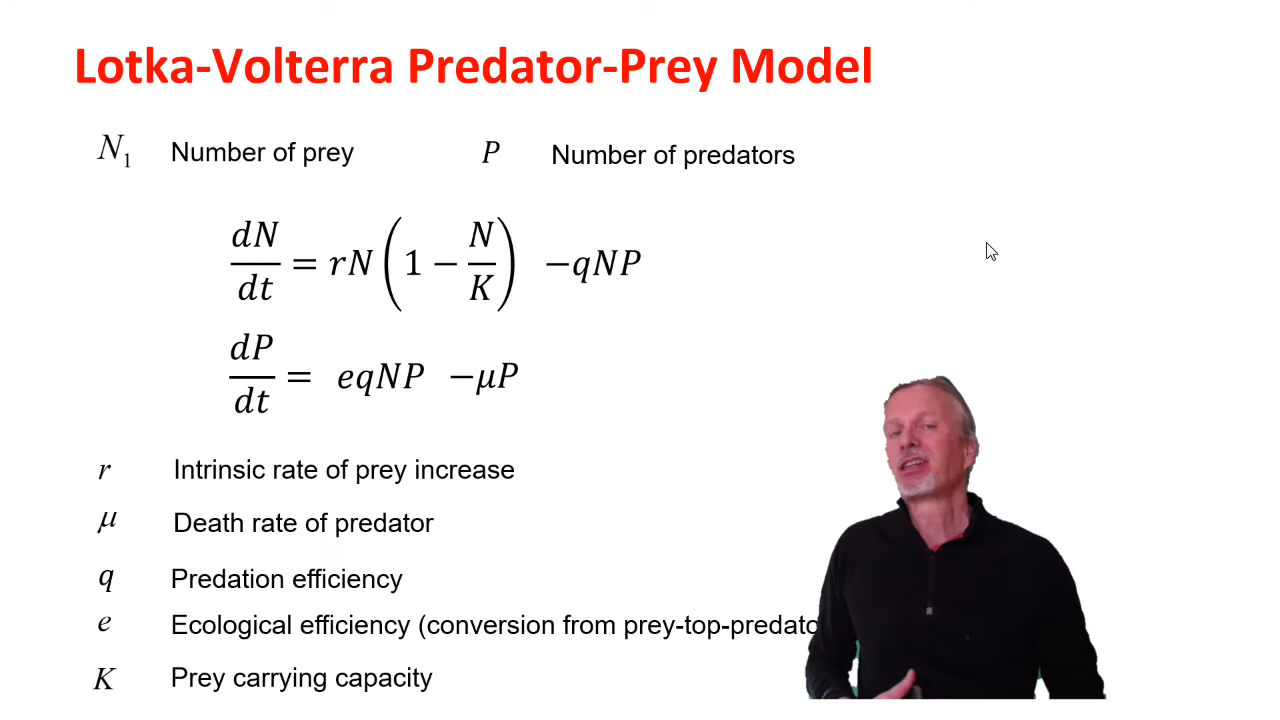 Lotka-Volterra Predator-Prey Model
N₁ Number of prey P Number of predators
dN/dt = rN(1 − N/K) −qNP
dP/dt = eqNP −μP
r Intrinsic rate of prey increase
μ Death rate of predator
q Predation efficiency
e Ecological efficiency (conversion from prey-top-predato
K Prey carrying capacity